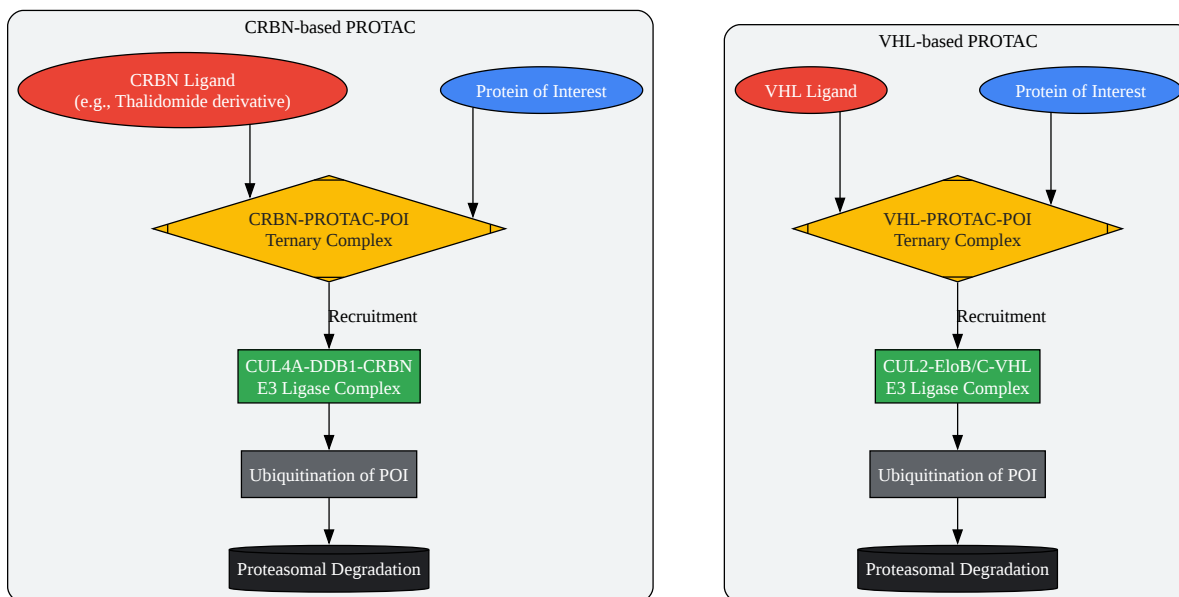 CRBN-based PROTAC
CRBN Ligand
(e.g., Thalidomide derivative)
Protein of Interest
CRBN-PROTAC-POI
Ternary Complex
Recruitment
CUL4A-DDB1-CRBN
E3 Ligase Complex
Ubiquitination of POI
Proteasomal Degradation
VHL-based PROTAC
VHL Ligand
Protein of Interest
VHL-PROTAC-POI
Ternary Complex
Recruitment
CUL2-EloB/C-VHL
E3 Ligase Complex
Ubiquitination of POI
Proteasomal Degradation